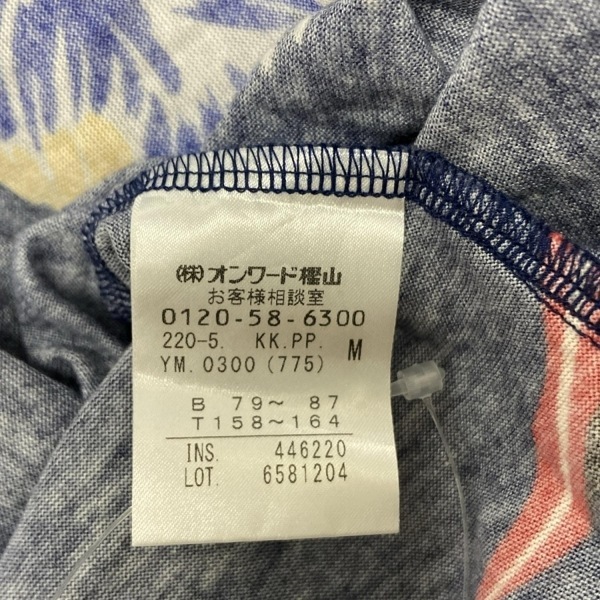 ㈱オンワード樫山
お客様相談室
0120-58-6300
220-5. KK.PP. M
YM.0300(775)
B 79〜 87
T158〜164
INS. 446220
LOT. 6581204